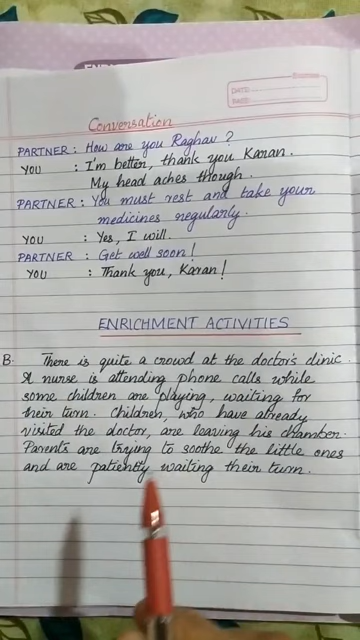 DATE:
PAGE:
Conversation
PARTNER : How are you Raghav ?
YOU : I'm better, thank you Karan.
My head aches though.
PARTNER : You must rest and take your
medicines regularly.
YOU : Yes, I will.
PARTNER : Get well soon!
YOU : Thank you, Karan!
ENRICHMENT ACTIVITIES
B. There is quite a crowd at the doctor's clinic.
A nurse is attending phone calls while
some children are playing, waiting for
their turn. Children, who have already
visited the doctor, are leaving his chamber.
Parents are trying to soothe the little ones
and are patiently waiting their turn.